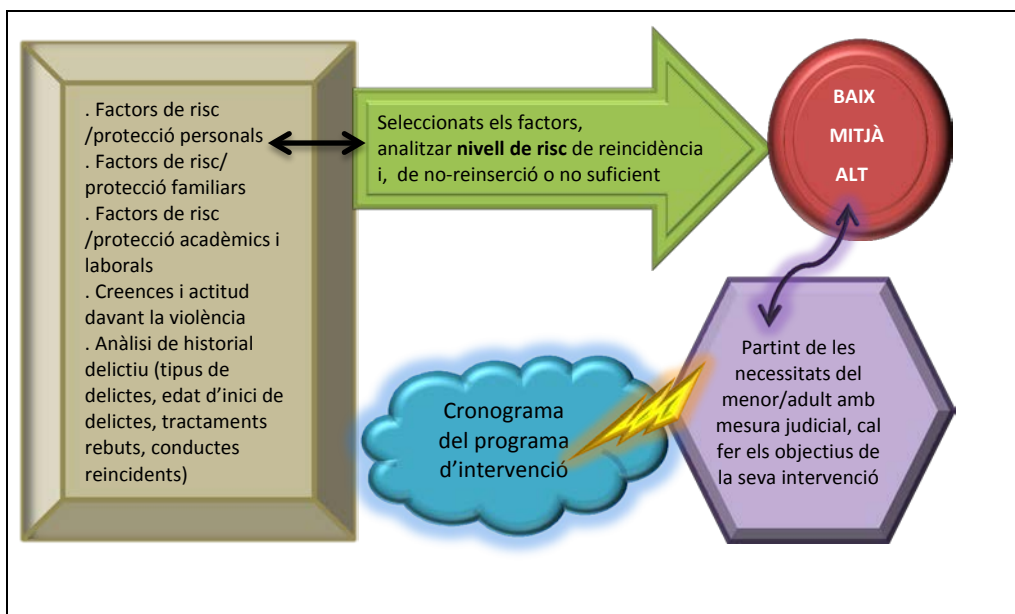 . Factors de risc
/protecció personals
. Factors de risc/
protecció familiars
. Factors de risc
/protecció acadèmics i
laborals
. Creences i actitud
davant la violència
. Anàlisi de historial
delictiu (tipus de
delictes, edat d'inici de
delictes, tractaments
rebuts, conductes
reincidents)
Seleccionats els factors,
analitzar nivell de risc de reincidència
i, de no-reinserció o no suficient
BAIX
MITJÀ
ALT
Partint de les
necessitats del
menor/adult amb
mesura judicial, cal
fer els objectius de
la seva intervenció
Cronograma
del programa
d'intervenció